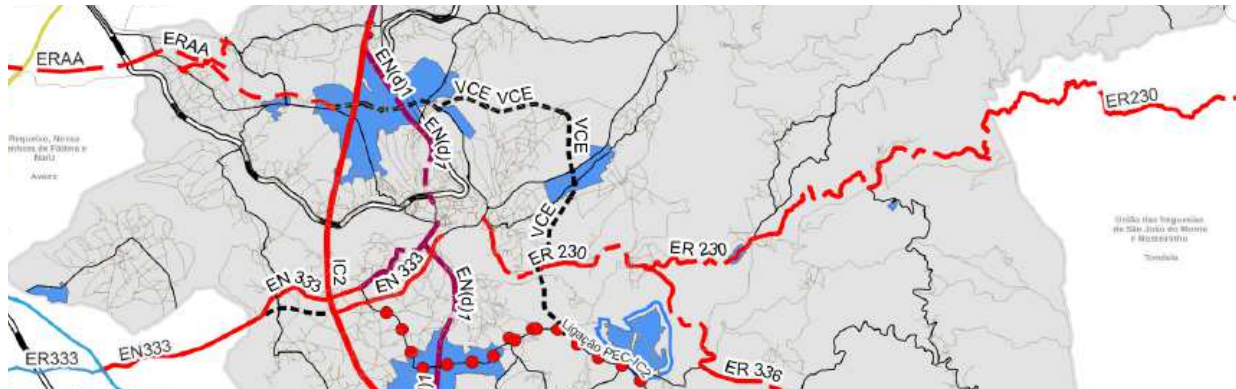 ERAA
ERAA
EN(d)1
VCE VCE
ER230
EN(d)1
VCE
Requeixo, Nossa
Senhora de Fátima e
Nariz
Aveiro
VCE
União das freguesias
de São João do Monte
e Mosteirinho
Tondela
ER 230
ER 230
IC2
EN 333
EN 333
EN(d)1
Ligação PEC-IC2
ER333
EN333
ER 336